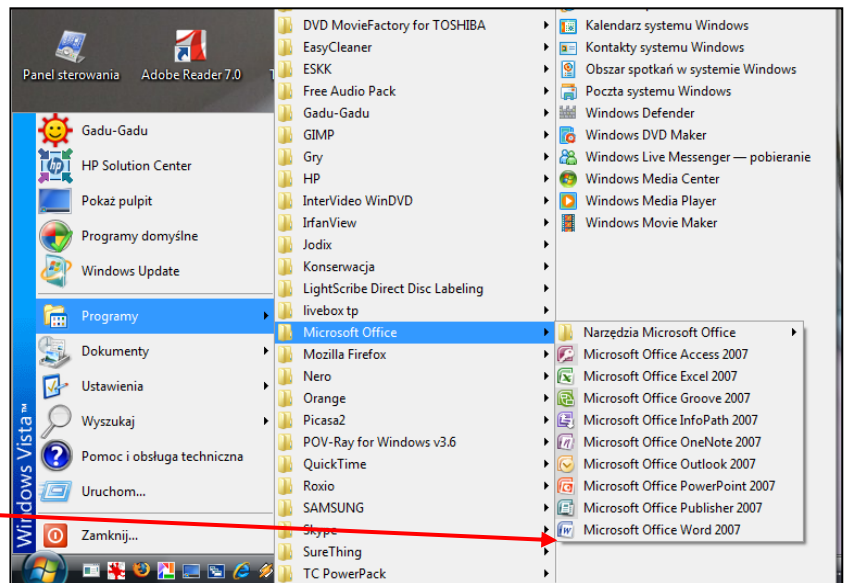 Panel sterowania
Adobe Reader 7.0
Gadu-Gadu
HP Solution Center
Pokaż pulpit
Programy domyślne
Windows Update
Programy
Dokumenty
Ustawienia
Wyszukaj
Pomoc i obsługa techniczna
Uruchom...
Zamknij...
Windows Vista™
DVD MovieFactory for TOSHIBA
EasyCleaner
ESKK
Free Audio Pack
Gadu-Gadu
GIMP
Gry
HP
InterVideo WinDVD
IrfanView
Jodix
Konserwacja
LightScribe Direct Disc Labeling
livebox tp
Microsoft Office
Mozilla Firefox
Nero
Orange
Picasa2
POV-Ray for Windows v3.6
QuickTime
Roxio
SAMSUNG
Skype
SureThing
TC PowerPack
Kalendarz systemu Windows
Kontakty systemu Windows
Obszar spotkań w systemie Windows
Poczta systemu Windows
Windows Defender
Windows DVD Maker
Windows Live Messenger — pobieranie
Windows Media Center
Windows Media Player
Windows Movie Maker
Narzędzia Microsoft Office
Microsoft Office Access 2007
Microsoft Office Excel 2007
Microsoft Office Groove 2007
Microsoft Office InfoPath 2007
Microsoft Office OneNote 2007
Microsoft Office Outlook 2007
Microsoft Office PowerPoint 2007
Microsoft Office Publisher 2007
Microsoft Office Word 2007